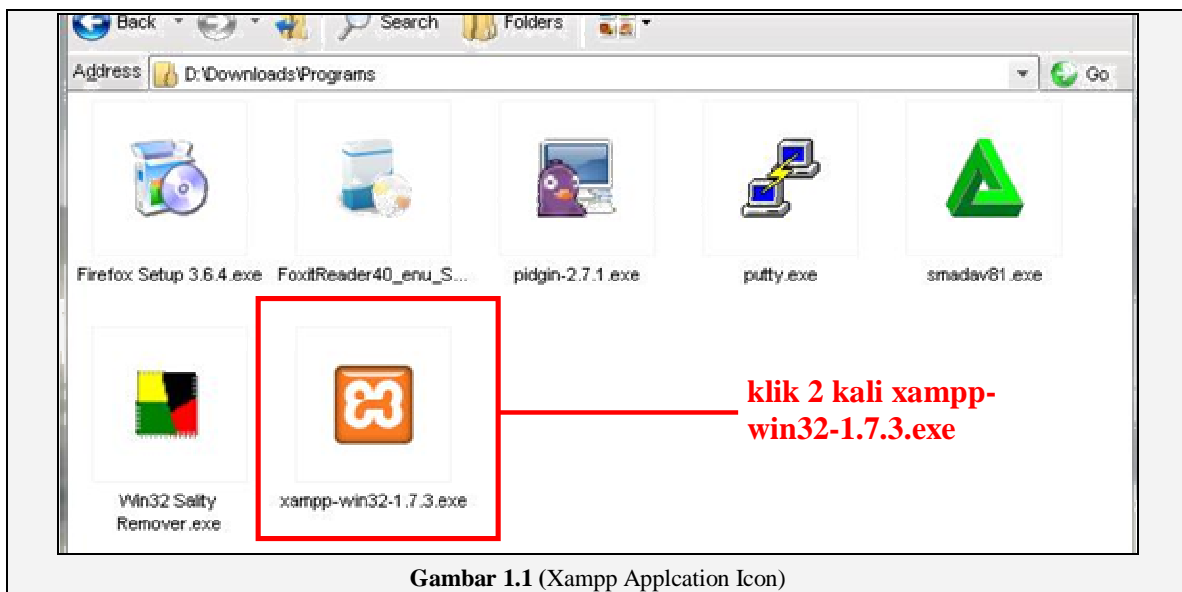 Back Search Folders
Address D:\Downloads\Programs Go
Firefox Setup 3.6.4.exe FoxitReader40_enu_S... pidgin-2.7.1.exe putty.exe smadav81.exe
klik 2 kali xampp-
win32-1.7.3.exe
Win32 Sality xampp-win32-1.7.3.exe
Remover.exe
Gambar 1.1 (Xampp Applcation Icon)